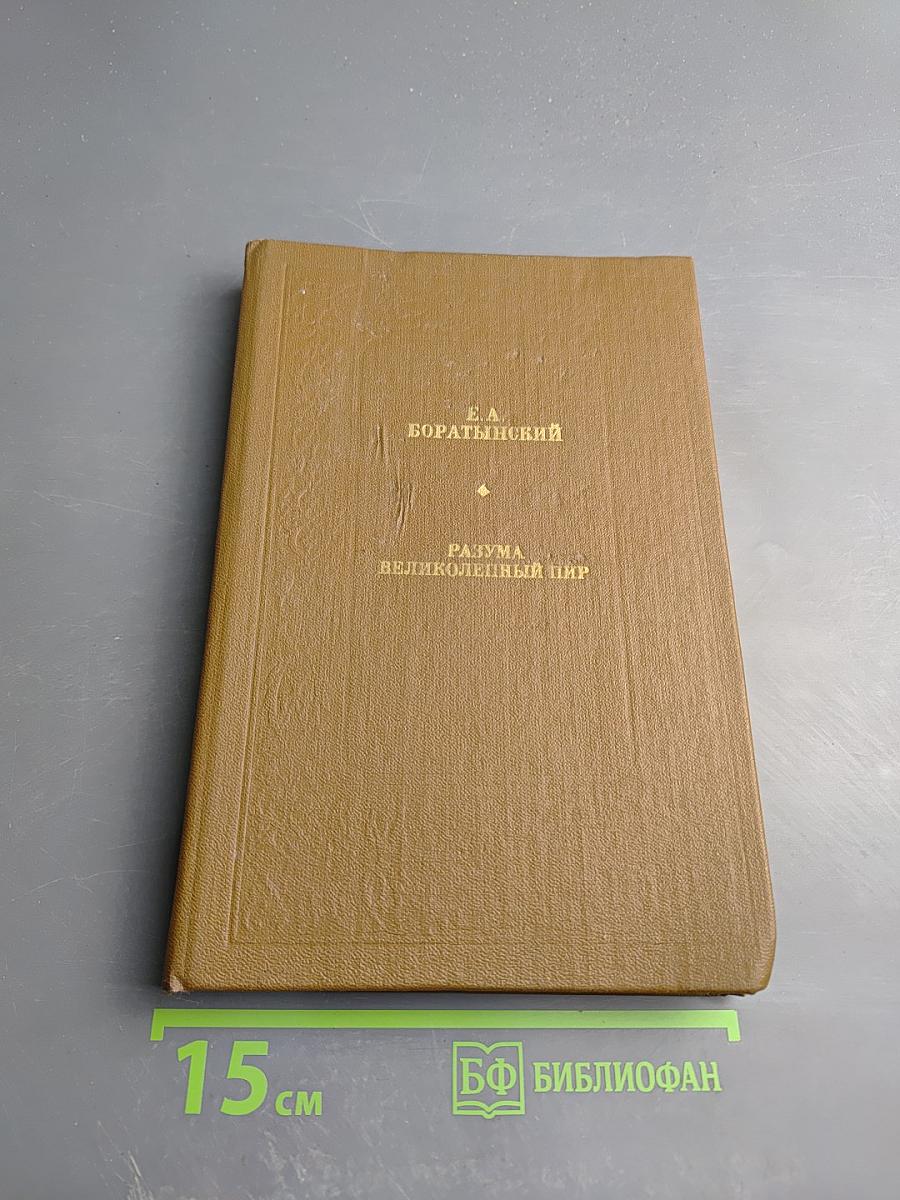 Е. А.
БОРАТЫНСКИЙ
РАЗУМА
ВЕЛИКОЛЕПНЫЙ ПИР
15 см
БФ БИБЛИОФАН